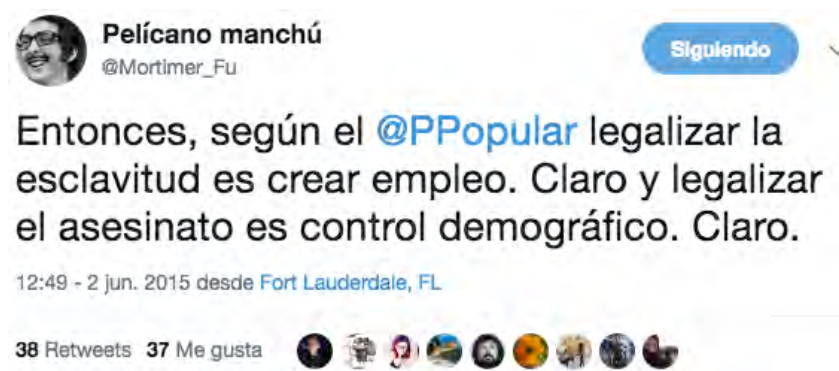 Pelícano manchú
@Mortimer_Fu
Siguiendo
Entonces, según el @PPopular legalizar la
esclavitud es crear empleo. Claro y legalizar
el asesinato es control demográfico. Claro.
12:49 - 2 jun. 2015 desde Fort Lauderdale, FL
38 Retweets 37 Me gusta